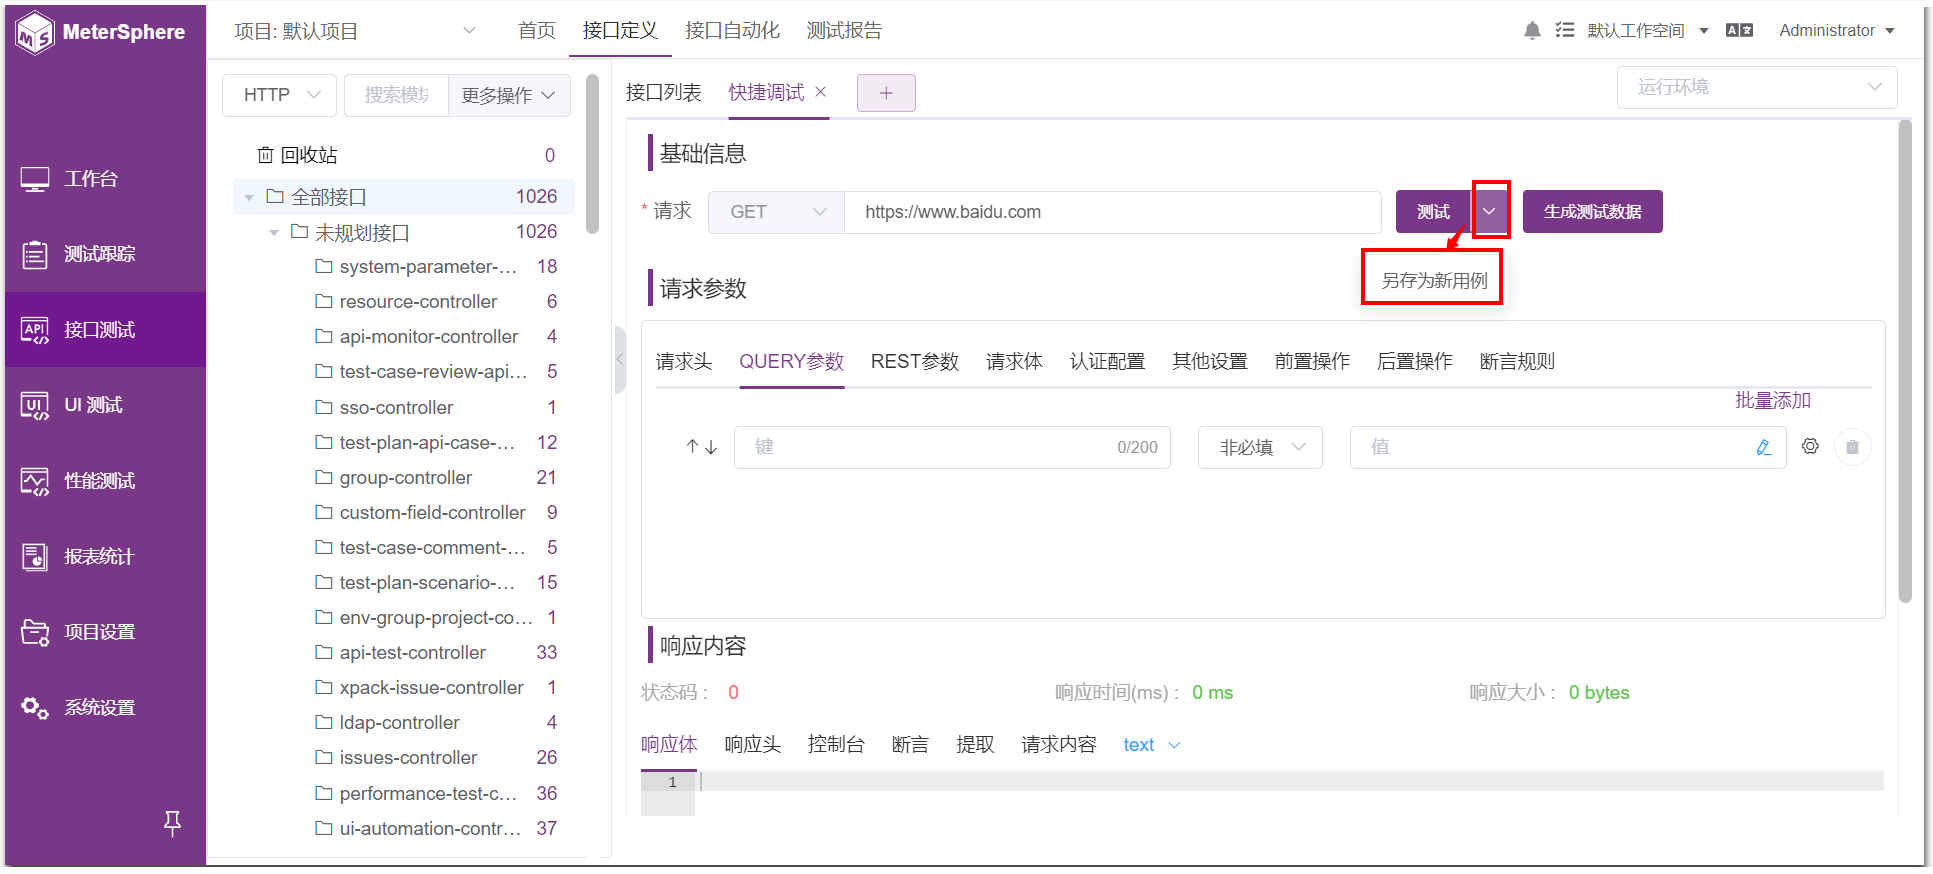 MeterSphere
项目: 默认项目
首页
接口定义
接口自动化
测试报告
默认工作空间
Administrator
工作台
测试跟踪
API
接口测试
UI
UI 测试
性能测试
报表统计
项目设置
系统设置
HTTP
搜索模块
更多操作
回收站 0
全部接口 1026
未规划接口 1026
system-parameter-... 18
resource-controller 6
api-monitor-controller 4
test-case-review-api... 5
sso-controller 1
test-plan-api-case-... 12
group-controller 21
custom-field-controller 9
test-case-comment-... 5
test-plan-scenario-... 15
env-group-project-co... 1
api-test-controller 33
xpack-issue-controller 1
ldap-controller 4
issues-controller 26
performance-test-c... 36
ui-automation-contr... 37
接口列表
快捷调试
运行环境
基础信息
* 请求 GET https://www.baidu.com 测试 生成测试数据
另存为新用例
请求参数
请求头 QUERY参数 REST参数 请求体 认证配置 其他设置 前置操作 后置操作 断言规则
批量添加
键 0/200 非必填 值
响应内容
状态码 : 0 响应时间(ms) : 0 ms 响应大小 : 0 bytes
响应体 响应头 控制台 断言 提取 请求内容 text
1